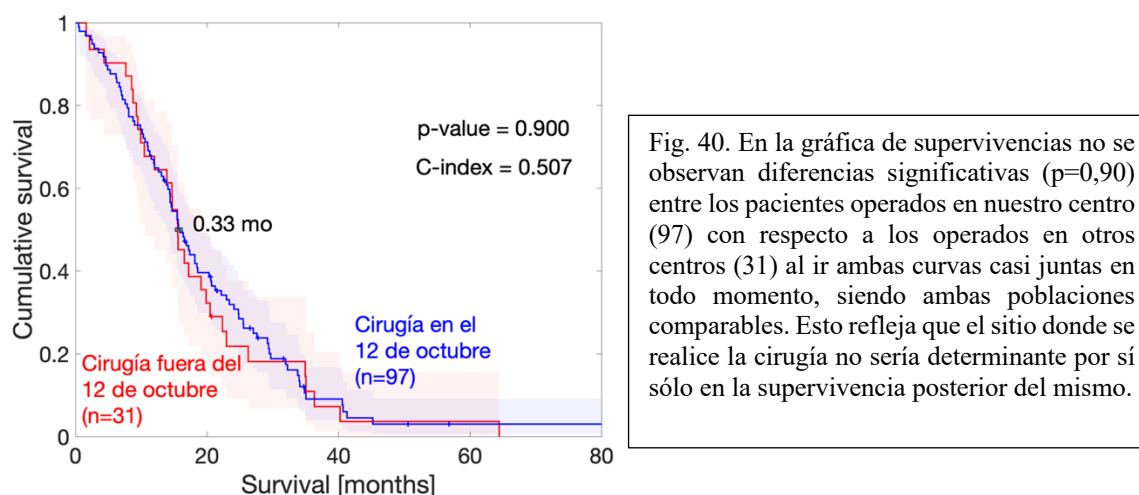 1
0.8
0.6
0.4
0.2
0
Cumulative survival
p-value = 0.900
C-index = 0.507
0.33 mo
Cirugía en el
12 de octubre
(n=97)
Cirugía fuera del
12 de octubre
(n=31)
0 20 40 60 80
Survival [months]
Fig. 40. En la gráfica de supervivencias no se
observan diferencias significativas (p=0,90)
entre los pacientes operados en nuestro centro
(97) con respecto a los operados en otros
centros (31) al ir ambas curvas casi juntas en
todo momento, siendo ambas poblaciones
comparables. Esto refleja que el sitio donde se
realice la cirugía no sería determinante por sí
sólo en la supervivencia posterior del mismo.